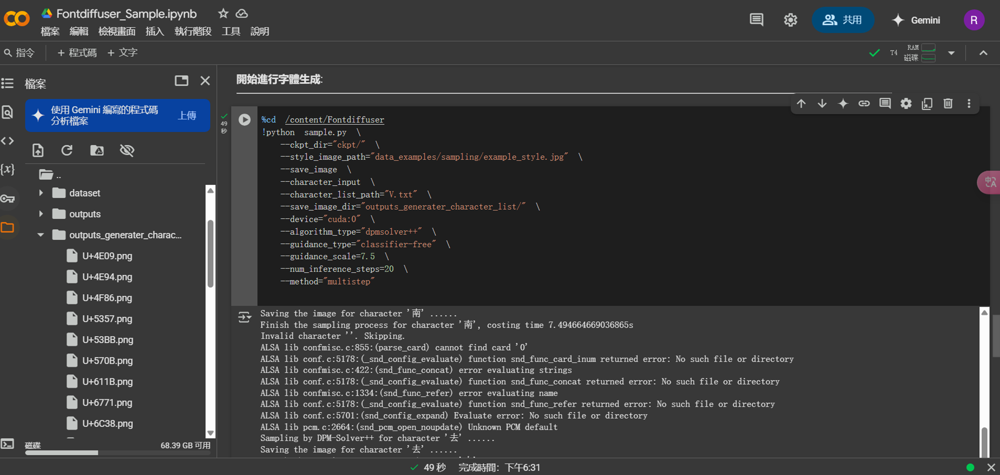 Fontdiffuser_Sample.ipynb
檔案 編輯 檢視畫面 插入 執行階段 工具 說明
共用
Gemini
R
指令 + 程式碼 + 文字
T4
RAM
磁碟
檔案
使用 Gemini 編寫的程式碼
分析檔案
上傳
..
dataset
outputs
outputs_generater_charac...
U+4E09.png
U+4E94.png
U+4F86.png
U+5357.png
U+53BB.png
U+570B.png
U+611B.png
U+6771.png
U+6C38.png
磁碟 68.39 GB 可用
開始進行字體生成:
49
秒
%cd /content/Fontdiffuser
!python sample.py \
--ckpt_dir="ckpt/" \
--style_image_path="data_examples/sampling/example_style.jpg" \
--save_image \
--character_input \
--character_list_path="V.txt" \
--save_image_dir="outputs_generater_character_list/" \
--device="cuda:0" \
--algorithm_type="dpmsolver++" \
--guidance_type="classifier-free" \
--guidance_scale=7.5 \
--num_inference_steps=20 \
--method="multistep"
中A
Saving the image for character '南' ......
Finish the sampling process for character '南', costing time 7.494664669036865s
Invalid character ''. Skipping.
ALSA lib confmisc.c:855:(parse_card) cannot find card '0'
ALSA lib conf.c:5178:(_snd_config_evaluate) function snd_func_card_inum returned error: No such file or directory
ALSA lib confmisc.c:422:(snd_func_concat) error evaluating strings
ALSA lib conf.c:5178:(_snd_config_evaluate) function snd_func_concat returned error: No such file or directory
ALSA lib confmisc.c:1334:(snd_func_refer) error evaluating name
ALSA lib conf.c:5178:(_snd_config_evaluate) function snd_func_refer returned error: No such file or directory
ALSA lib conf.c:5701:(snd_config_expand) Evaluate error: No such file or directory
ALSA lib pcm.c:2664:(snd_pcm_open_noupdate) Unknown PCM default
Sampling by DPM-Solver++ for character '去' ......
Saving the image for character '去' ......
49 秒 完成時間: 下午6:31